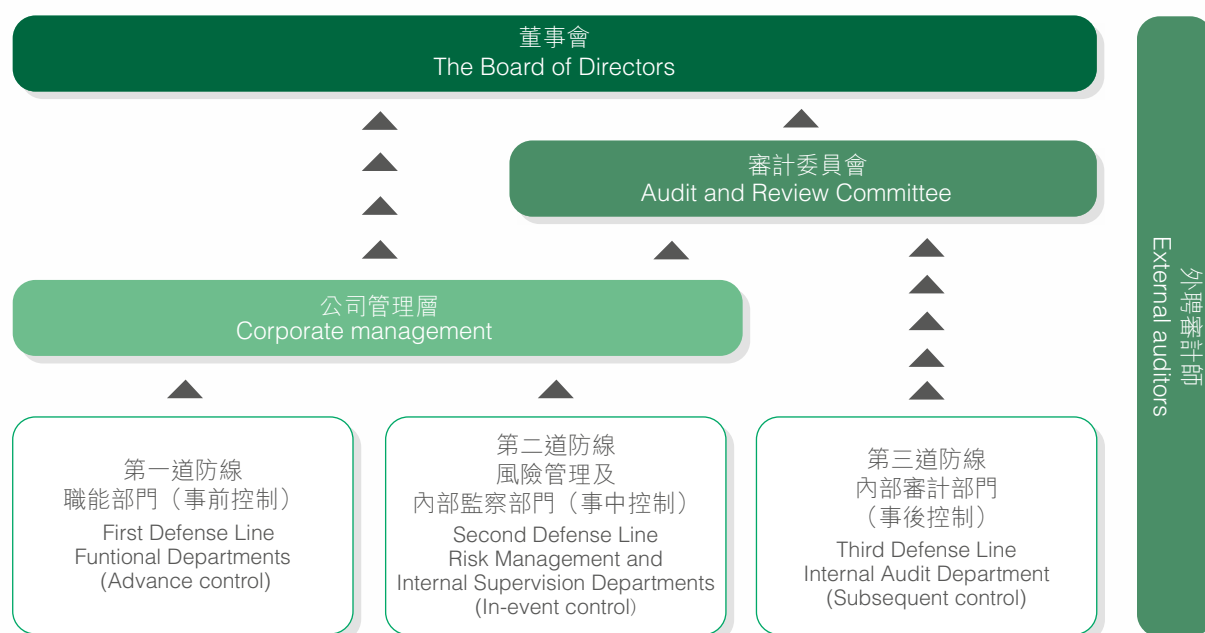 董事會
The Board of Directors
審計委員會
Audit and Review Committee
公司管理層
Corporate management
第一道防線
職能部門（事前控制）
First Defense Line
Funtional Departments
(Advance control)
第二道防線
風險管理及
內部監察部門（事中控制）
Second Defense Line
Risk Management and
Internal Supervision Departments
(In-event control)
第三道防線
內部審計部門
（事後控制）
Third Defense Line
Internal Audit Department
(Subsequent control)
外聘審計師
External auditors